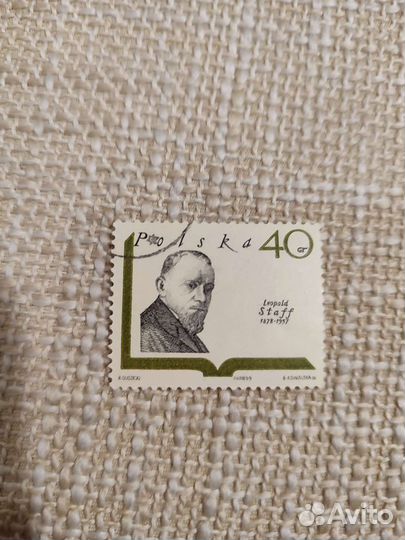 Polska 40 GR
Leopold
Staff
1878-1957
Avito